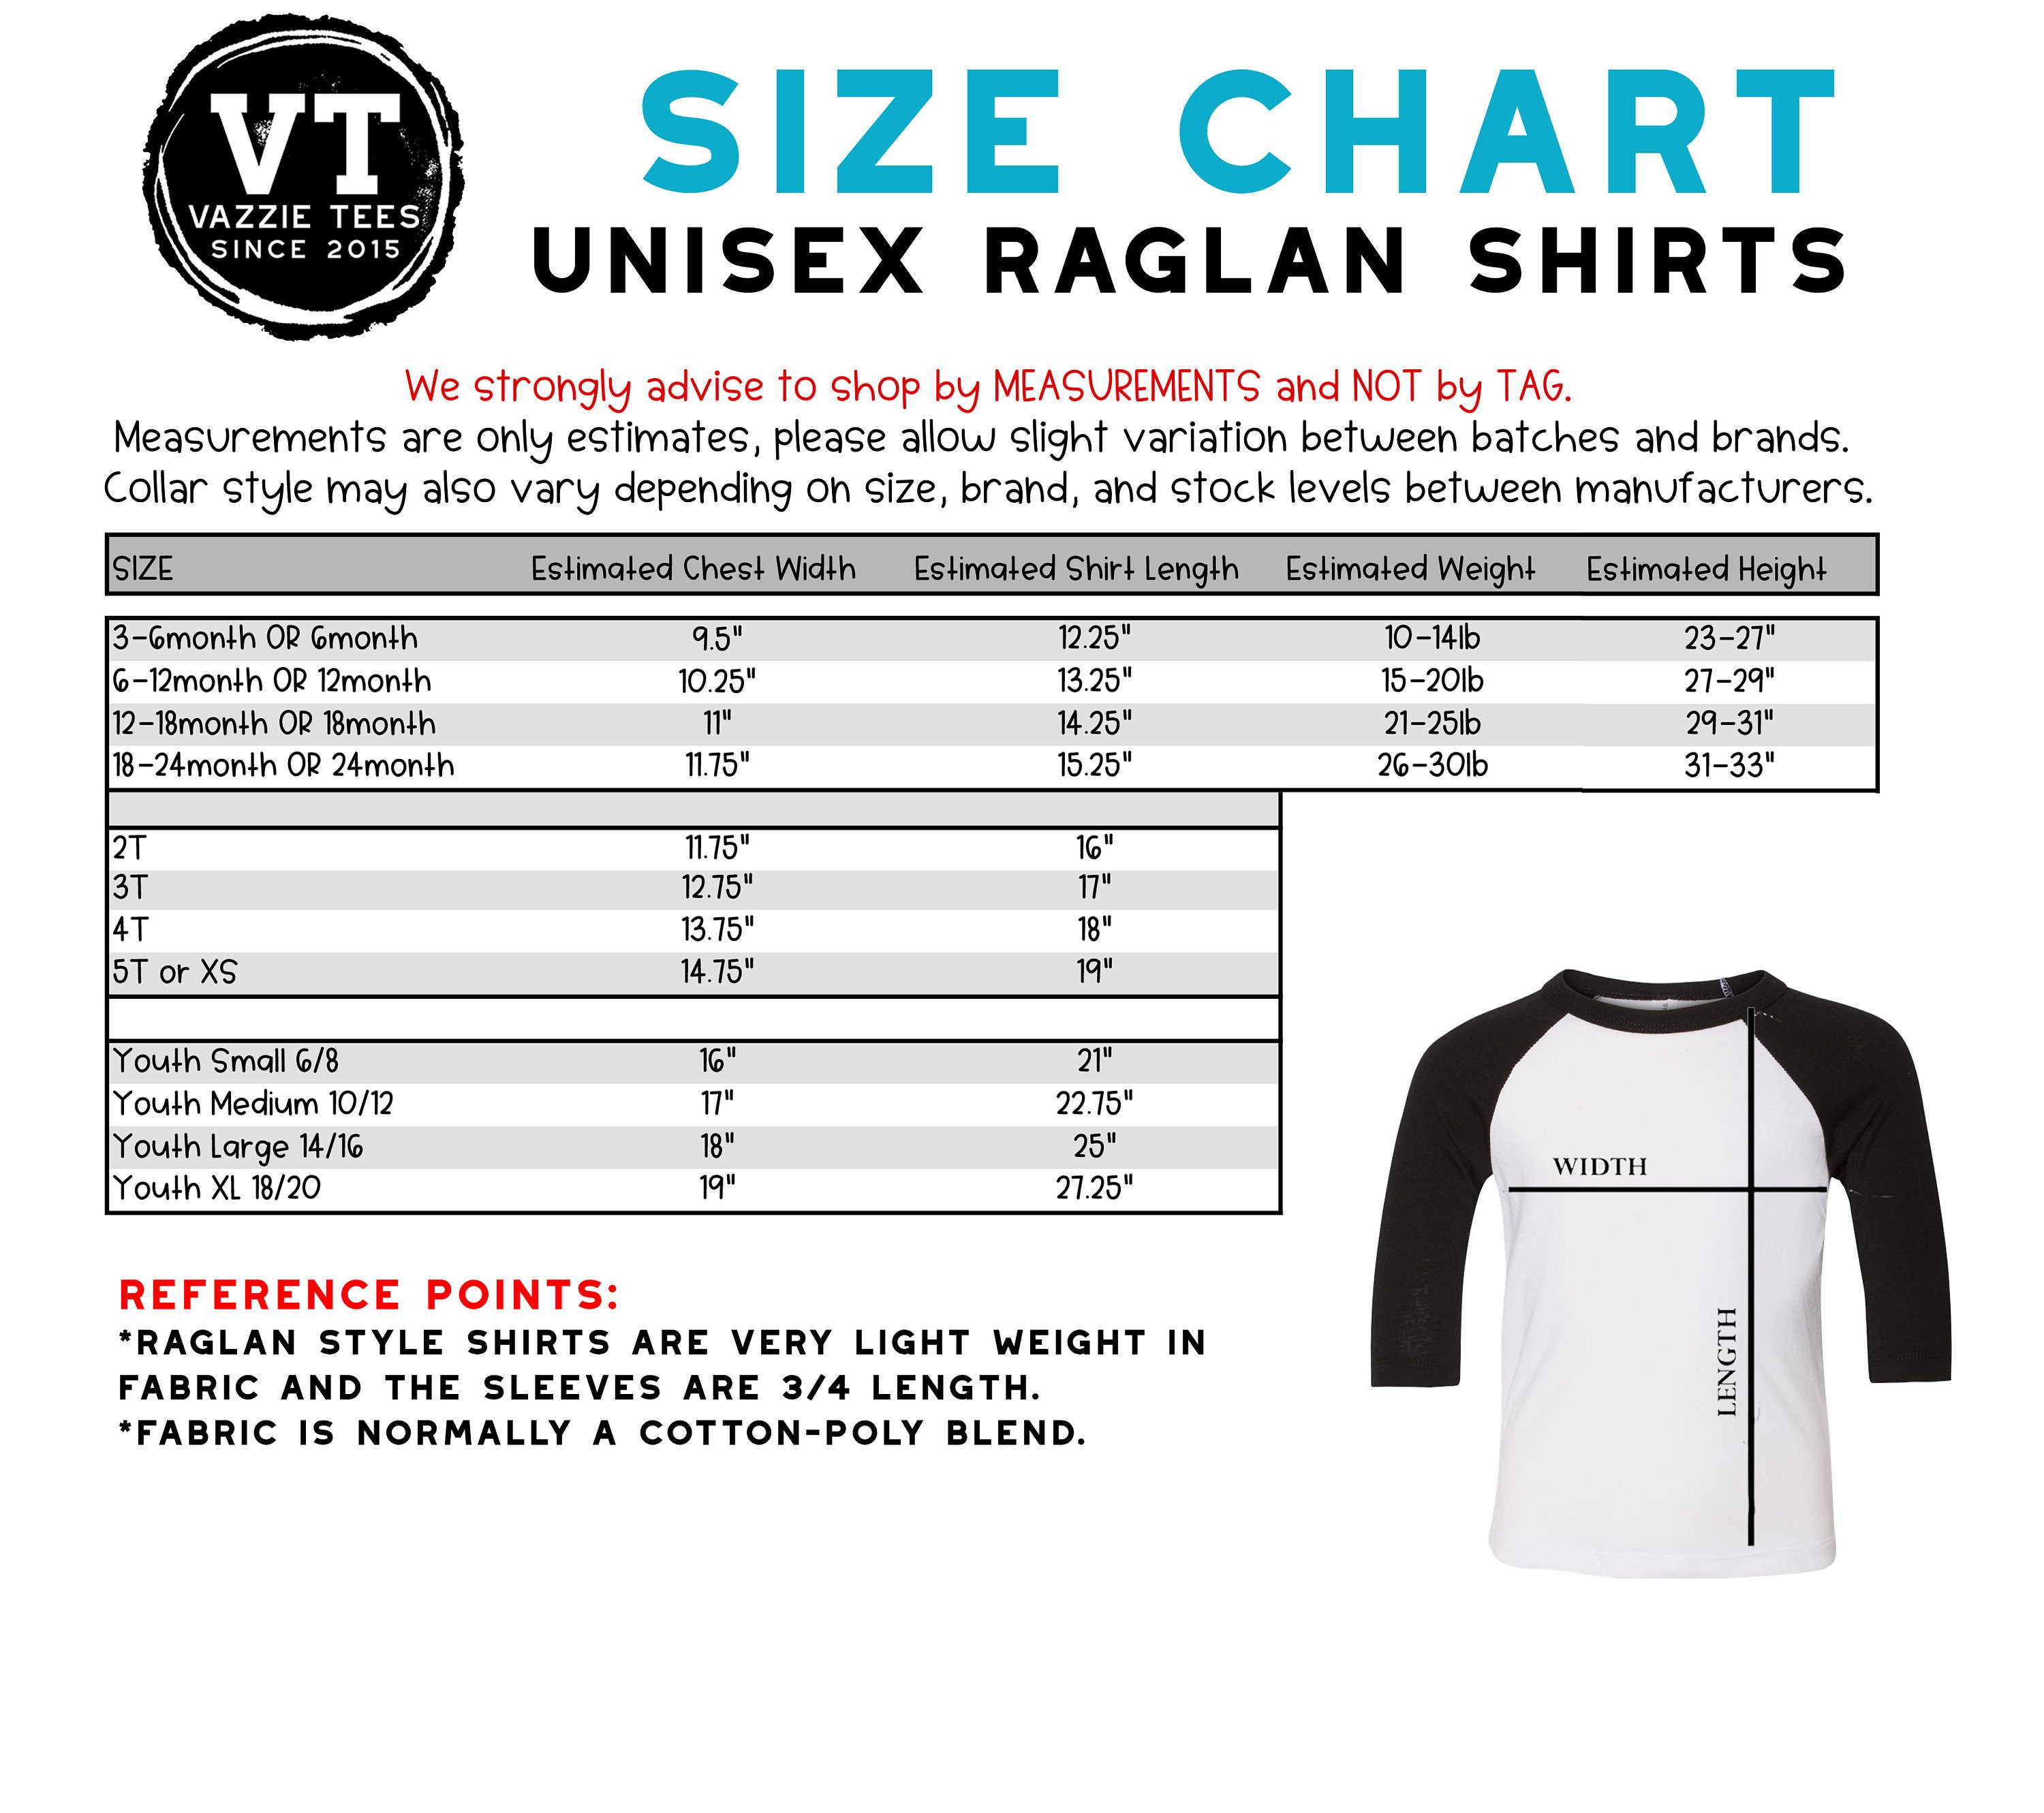 VT
VAZZIE TEES
SINCE 2015
SIZE CHART
UNISEX RAGLAN SHIRTS
We strongly advise to shop by MEASUREMENTS and NOT by TAG.
Measurements are only estimates, please allow slight variation between batches and brands.
Collar style may also vary depending on size, brand, and stock levels between manufacturers.
SIZE Estimated Chest Width Estimated Shirt Length Estimated Weight Estimated Height
3-6month OR 6month 9.5" 12.25" 10-14lb 23-27"
6-12month OR 12month 10.25" 13.25" 15-20lb 27-29"
12-18month OR 18month 11" 14.25" 21-25lb 29-31"
18-24month OR 24month 11.75" 15.25" 26-30lb 31-33"
2T 11.75" 16"
3T 12.75" 17"
4T 13.75" 18"
5T or XS 14.75" 19"
Youth Small 6/8 16" 21"
Youth Medium 10/12 17" 22.75"
Youth Large 14/16 18" 25"
Youth XL 18/20 19" 27.25"
WIDTH
LENGTH
REFERENCE POINTS:
*RAGLAN STYLE SHIRTS ARE VERY LIGHT WEIGHT IN
FABRIC AND THE SLEEVES ARE 3/4 LENGTH.
*FABRIC IS NORMALLY A COTTON-POLY BLEND.